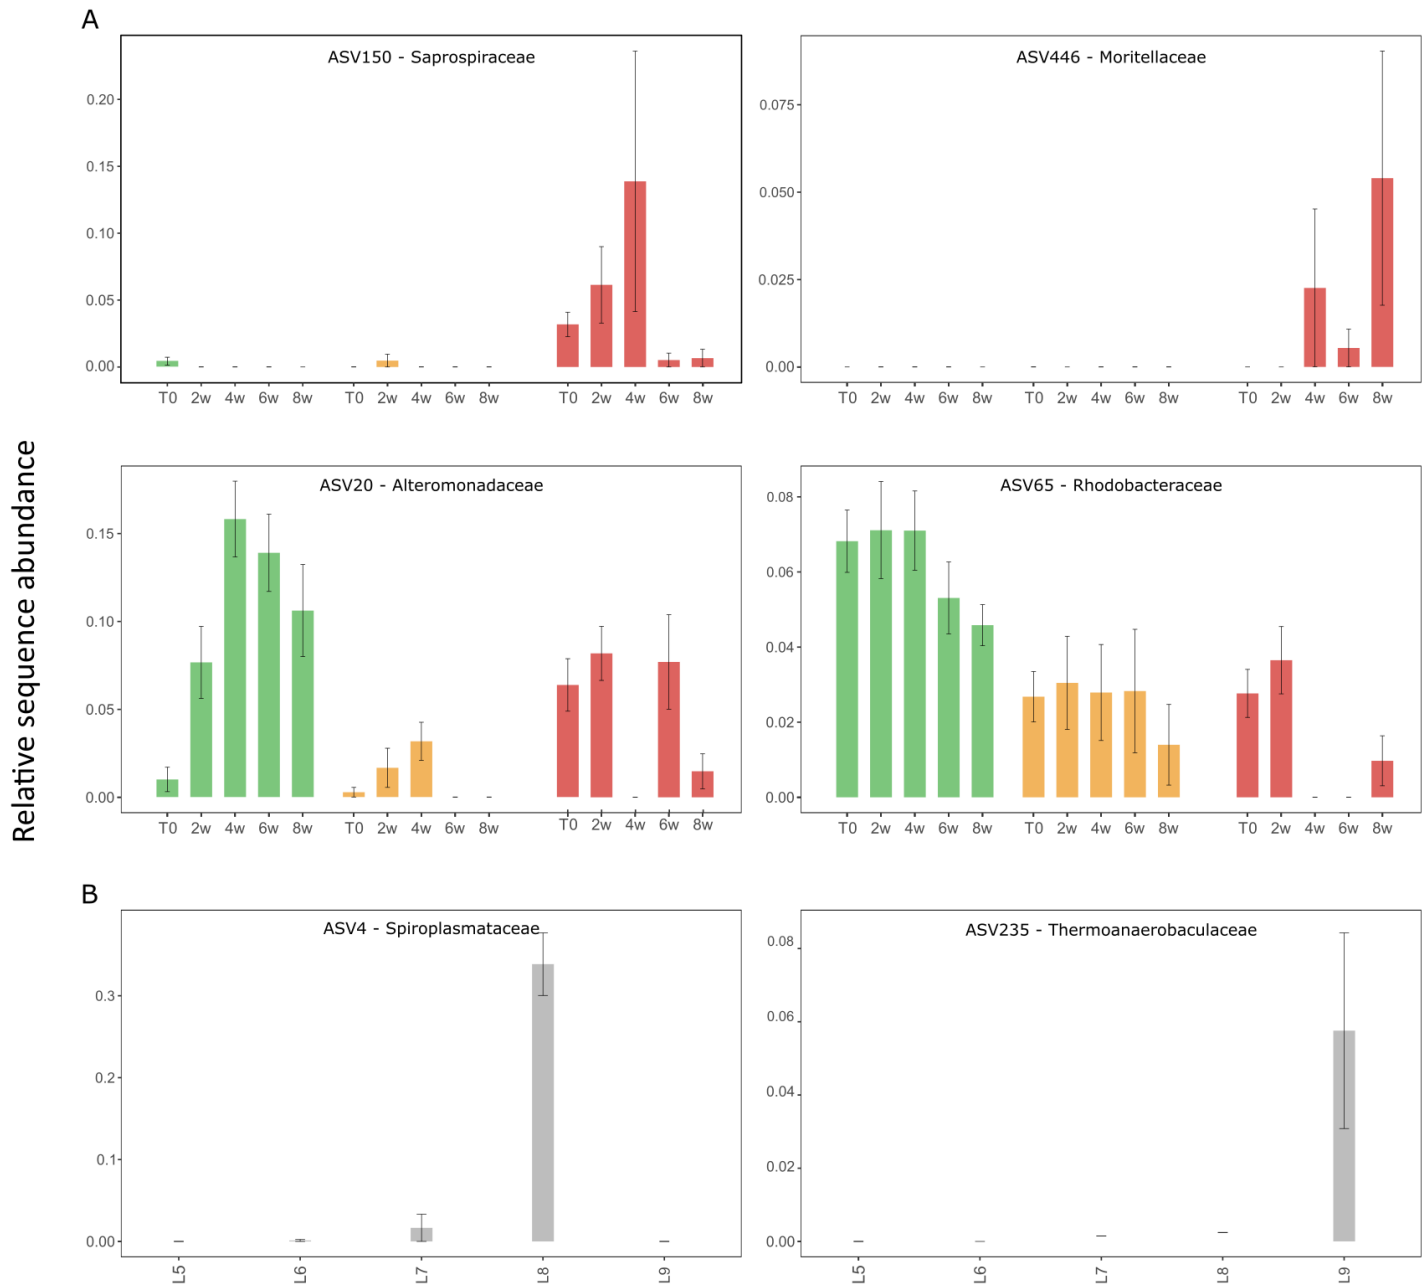 A
ASV150 - Saprospiraceae
0.20
0.15
0.10
0.05
0.00
T0 2w 4w 6w 8w T0 2w 4w 6w 8w T0 2w 4w 6w 8w
ASV446 - Moritellaceae
0.075
0.050
0.025
0.00
T0 2w 4w 6w 8w T0 2w 4w 6w 8w T0 2w 4w 6w 8w
Relative sequence abundance
ASV20 - Alteromonadaceae
0.15
0.10
0.05
0.00
T0 2w 4w 6w 8w T0 2w 4w 6w 8w T0 2w 4w 6w 8w
ASV65 - Rhodobacteraceae
0.08
0.06
0.04
0.02
0.00
T0 2w 4w 6w 8w T0 2w 4w 6w 8w T0 2w 4w 6w 8w
B
ASV4 - Spiroplasmataceae
0.3
0.2
0.1
0.00
L5 L6 L7 L8 L9
ASV235 - Thermoanaerobaculaceae
0.08
0.06
0.04
0.02
0.00
L5 L6 L7 L8 L9